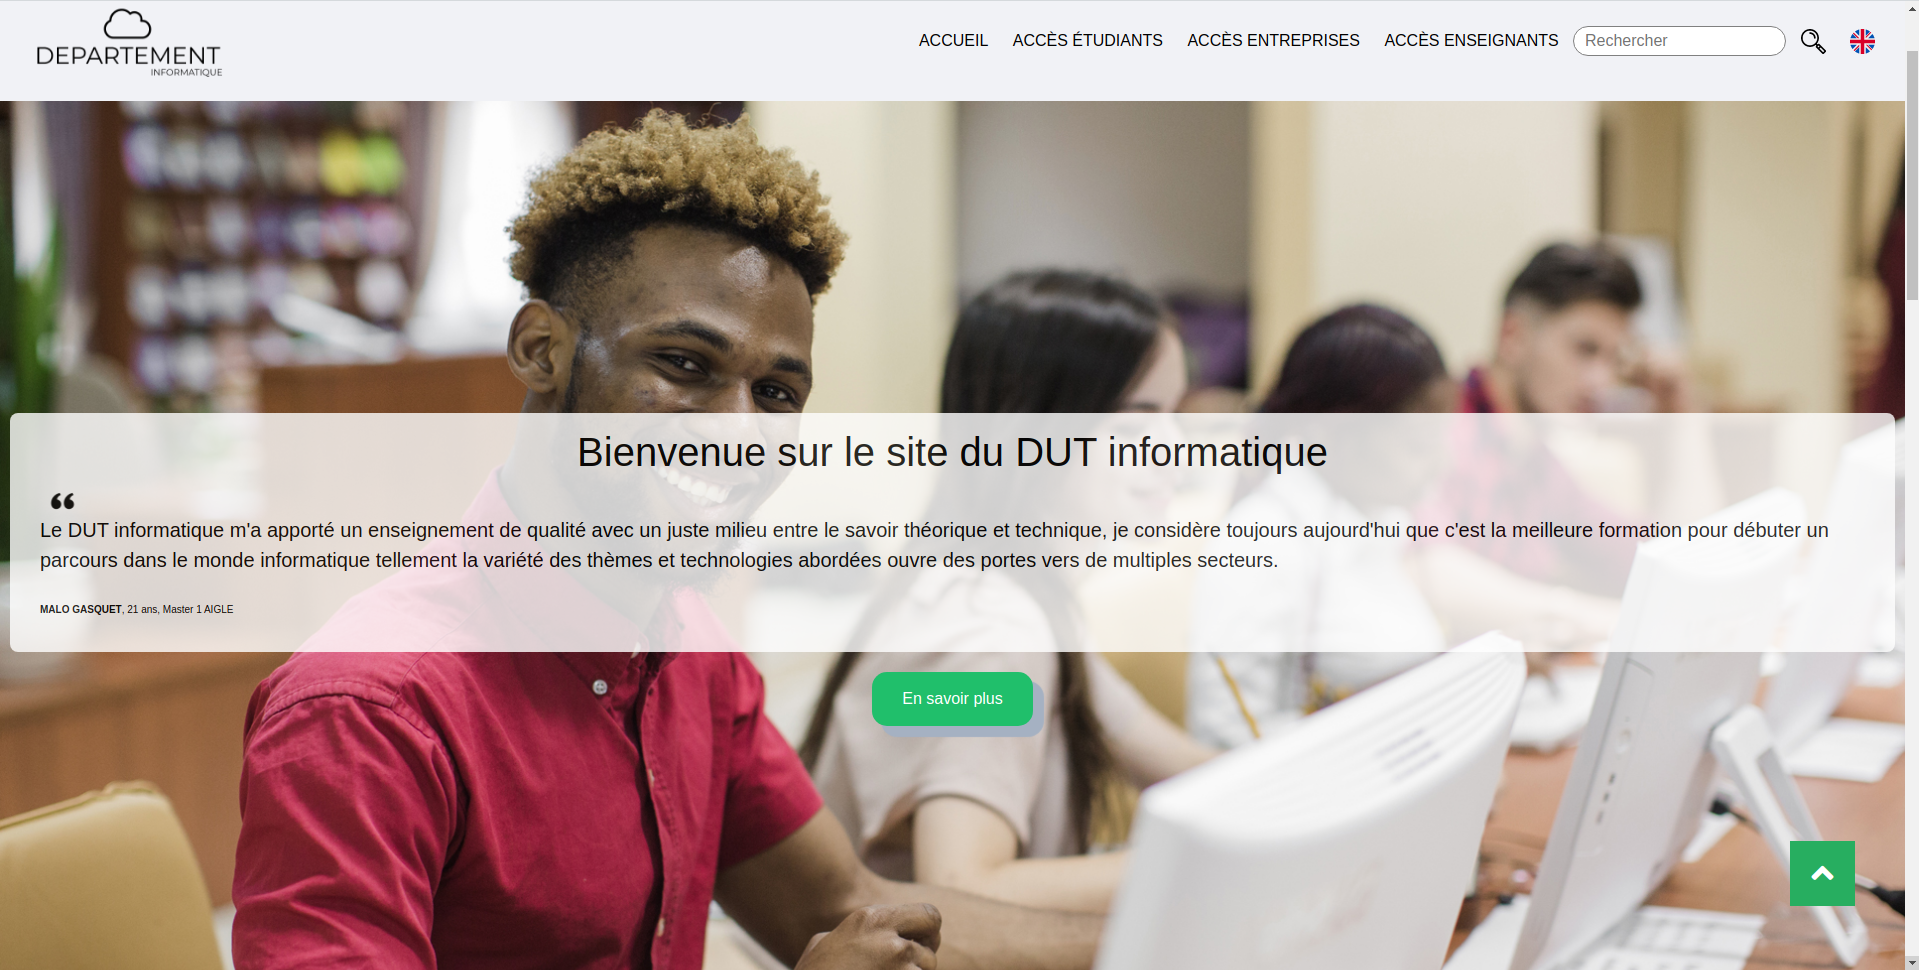 DEPARTEMENT
INFORMATIQUE
ACCUEIL ACCÈS ÉTUDIANTS ACCÈS ENTREPRISES ACCÈS ENSEIGNANTS Rechercher
Bienvenue sur le site du DUT informatique
“
Le DUT informatique m'a apporté un enseignement de qualité avec un juste milieu entre le savoir théorique et technique, je considère toujours aujourd'hui que c'est la meilleure formation pour débuter un
parcours dans le monde informatique tellement la variété des thèmes et technologies abordées ouvre des portes vers de multiples secteurs.
MALO GASQUET, 21 ans, Master 1 AIGLE
En savoir plus